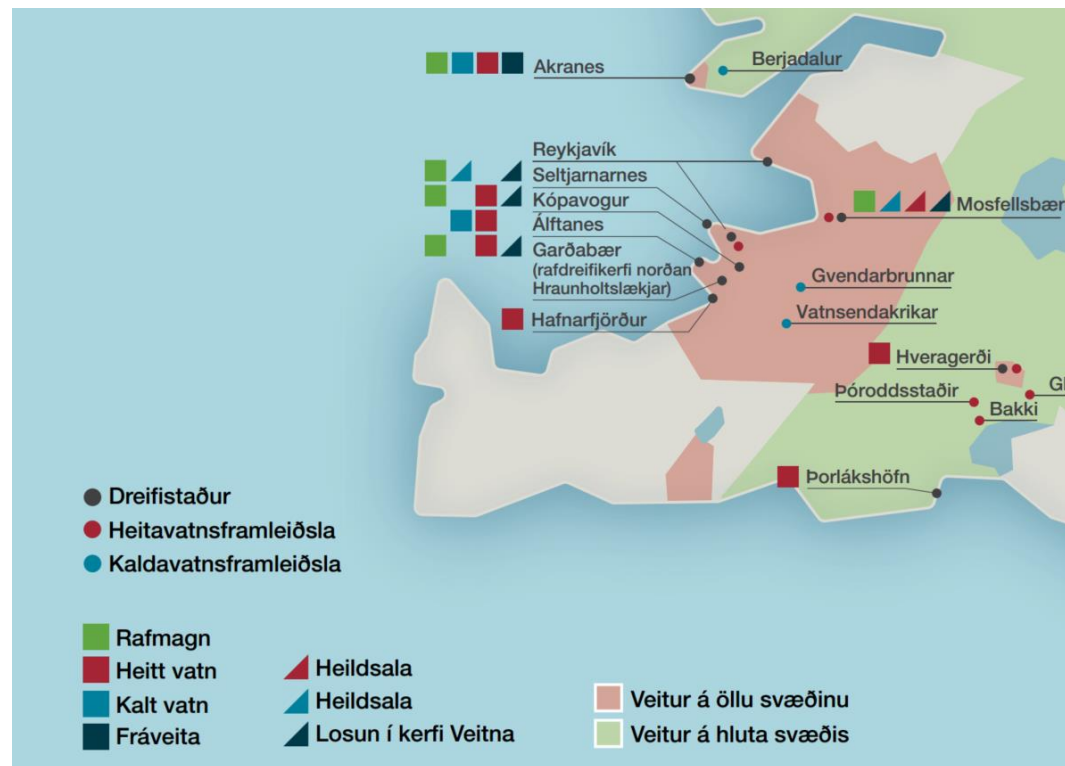 Akranes
Berjadalur
Reykjavík
Seltjarnarnes
Kópavogur
Álftanes
Garðabær
(rafdreifikerfi norðan
Hraunholtslækjar)
Hafnarfjörður
Mosfellsbær
Gvendarbrunnar
Vatnsendakrikar
Hveragerði
Þóroddsstaðir
Bakki
Þorlákshöfn
Dreifistaður
Heitavatnsframleiðsla
Kaldavatnsframleiðsla
Rafmagn
Heitt vatn
Kalt vatn
Fráveita
Heildsala
Heildsala
Losun í kerfi Veitna
Veitur á öllu svæðinu
Veitur á hluta svæðis